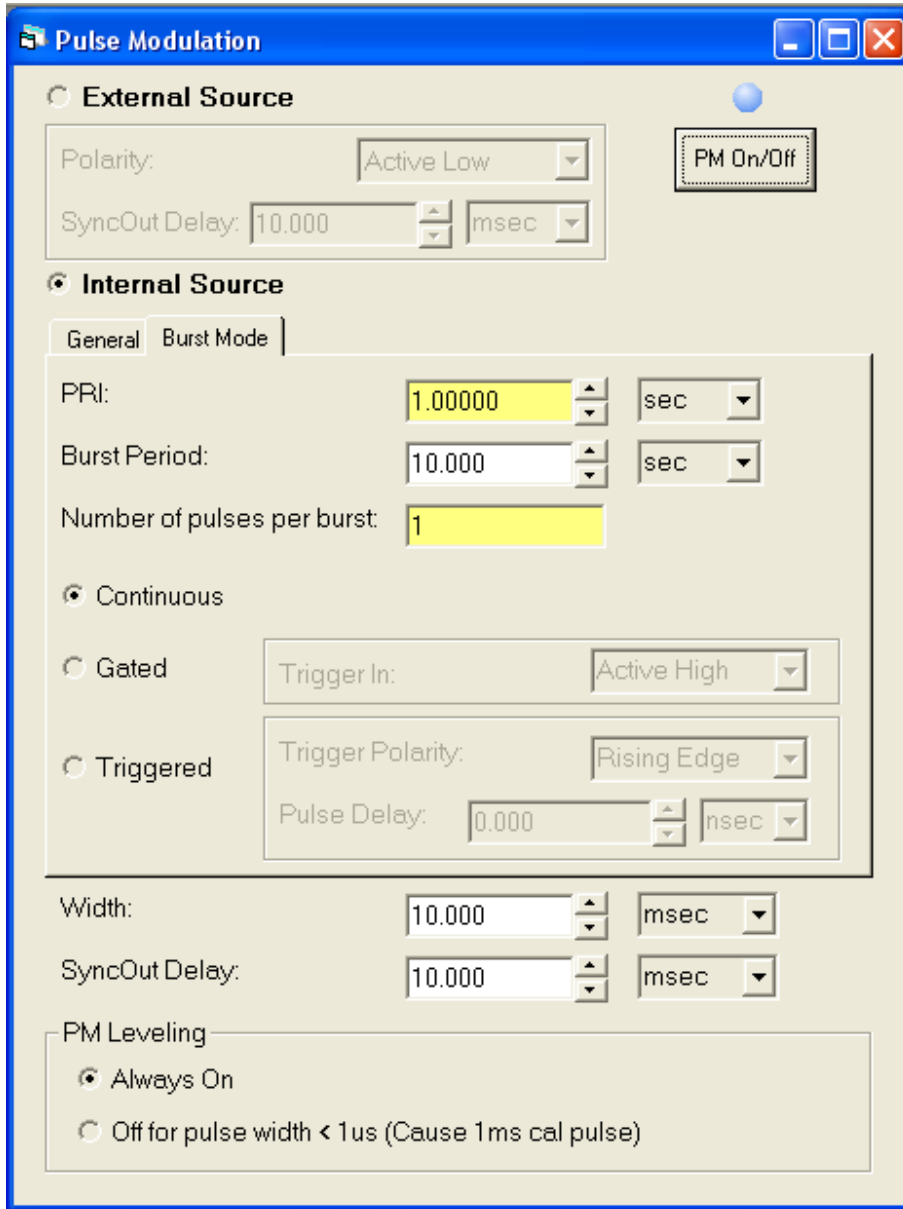 Pulse Modulation
External Source
PM On/Off
Polarity: Active Low
SyncOut Delay: 10.000 msec
Internal Source
General Burst Mode
PRI: 1.00000 sec
Burst Period: 10.000 sec
Number of pulses per burst: 1
Continuous
Gated Trigger In: Active High
Triggered Trigger Polarity: Rising Edge
Pulse Delay: 0.000 nsec
Width: 10.000 msec
SyncOut Delay: 10.000 msec
PM Leveling
Always On
Off for pulse width < 1us (Cause 1ms cal pulse)